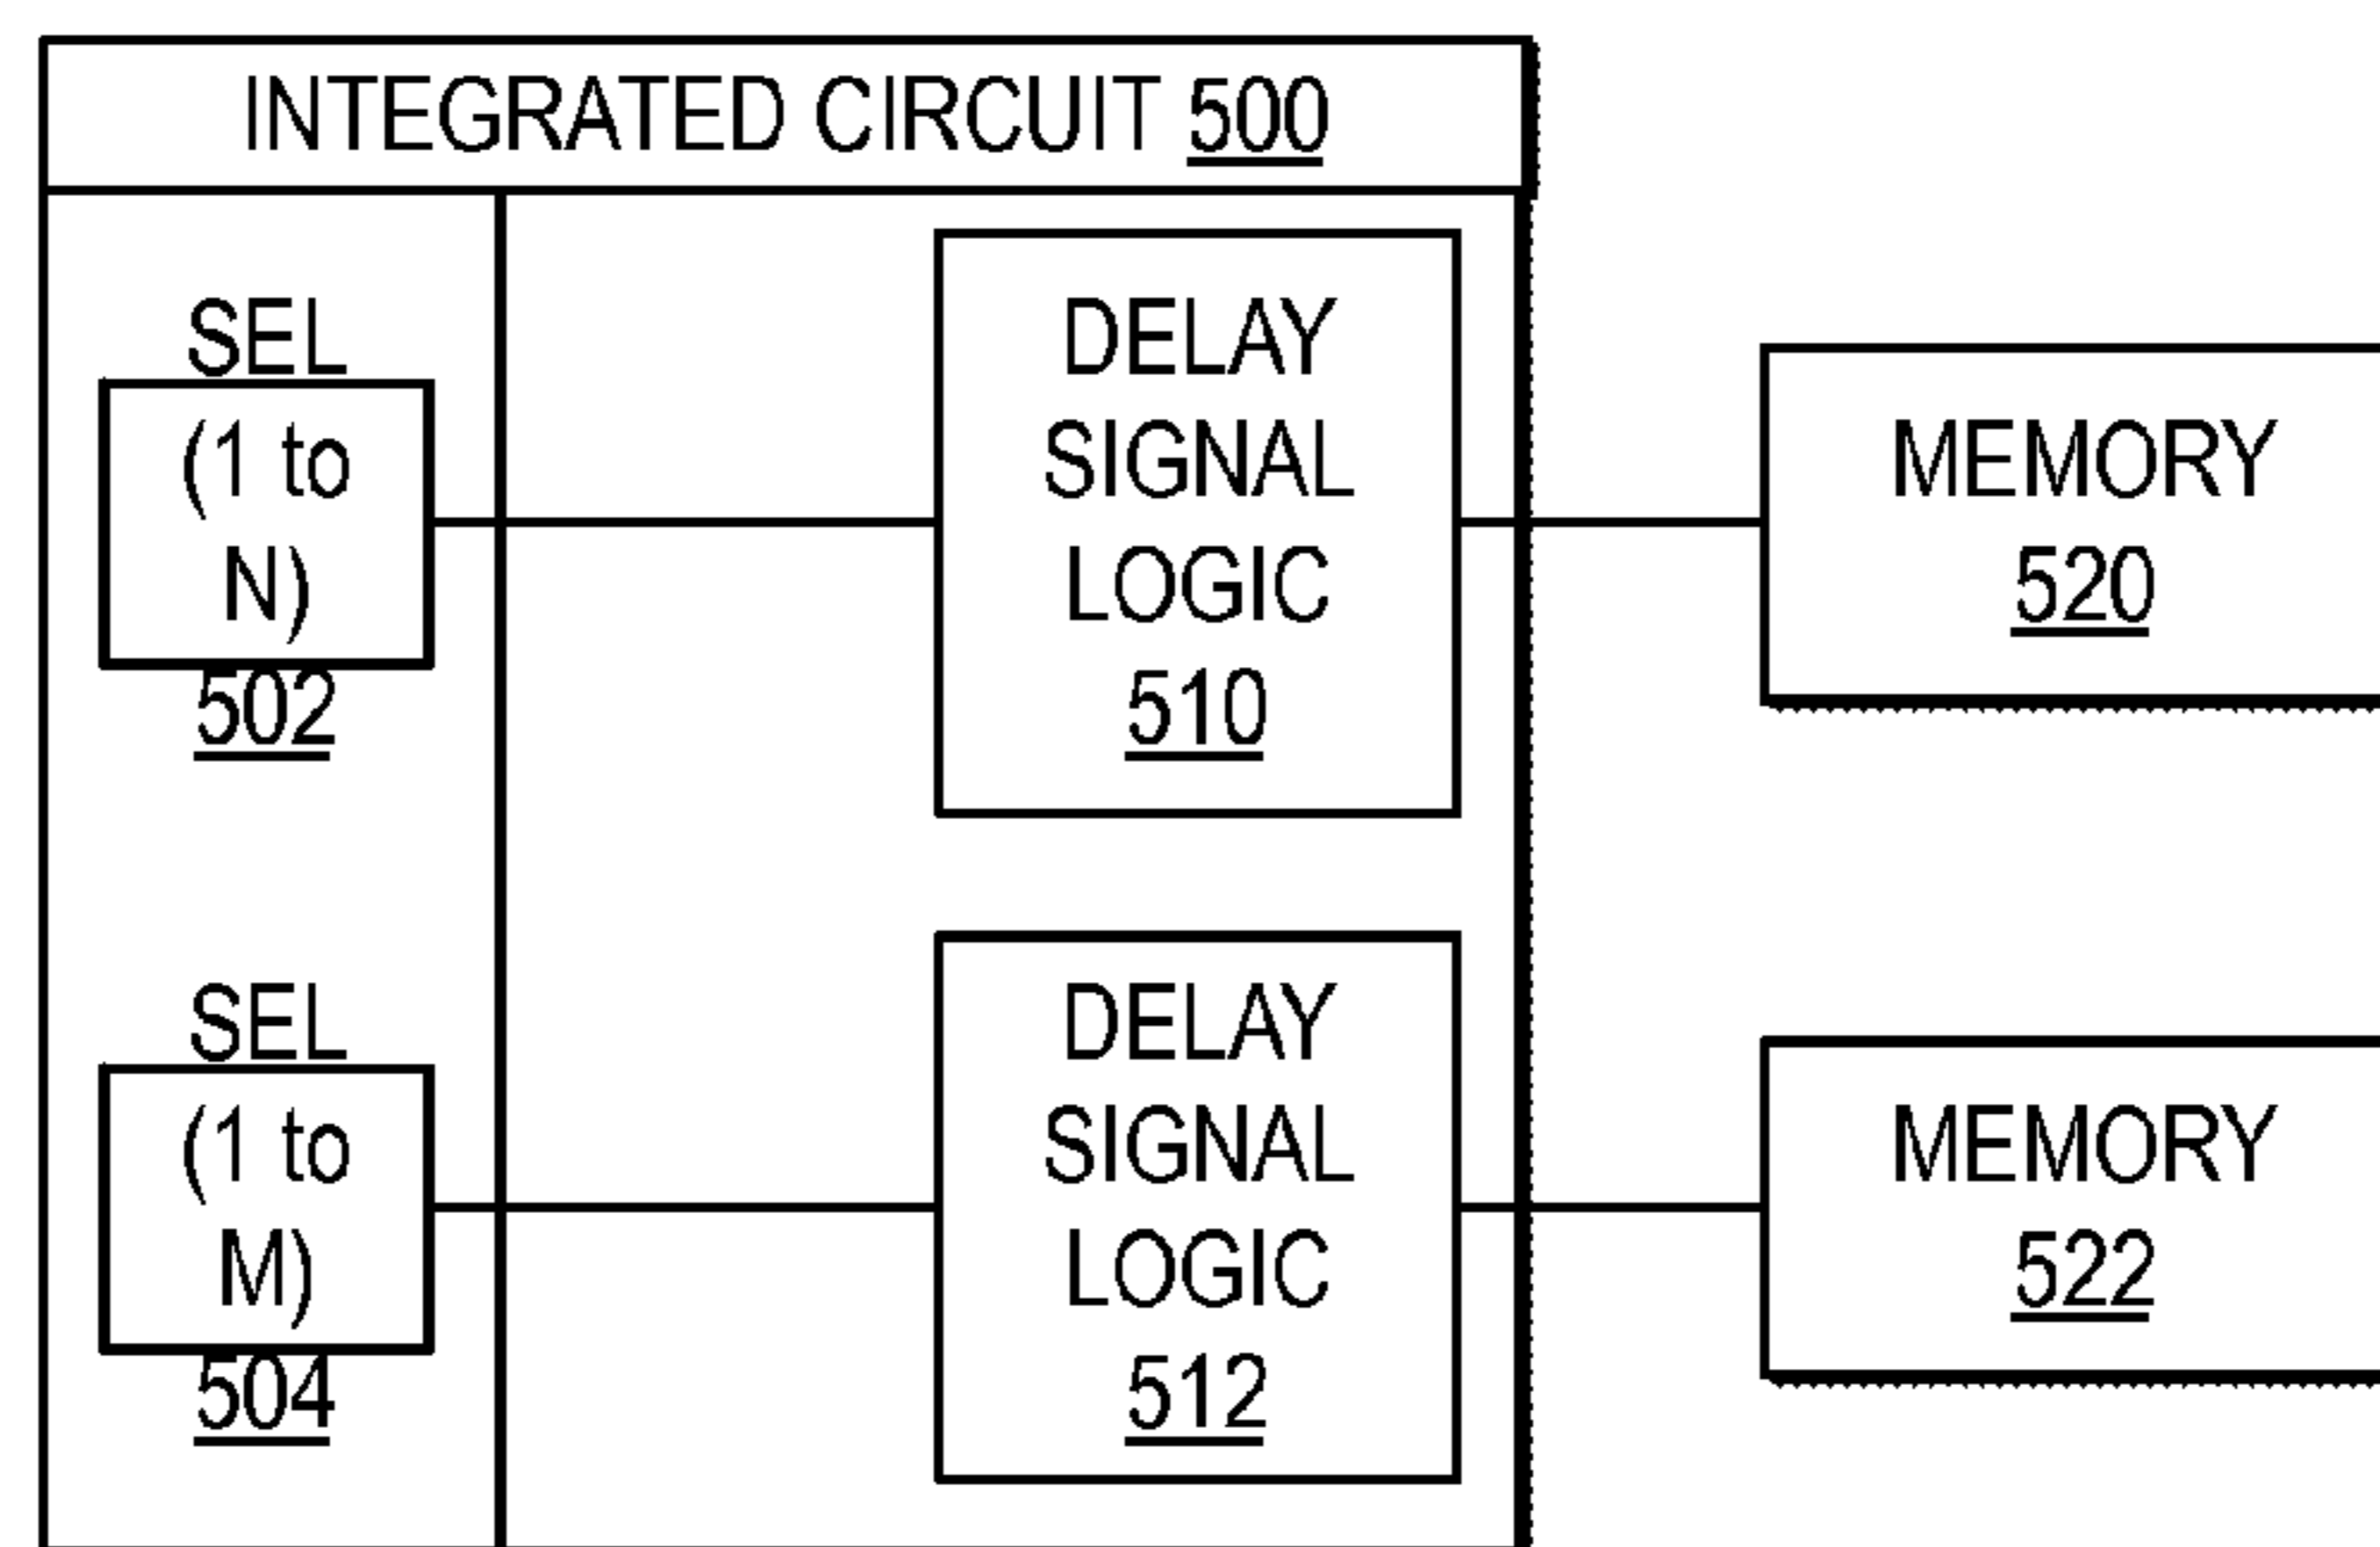 INTEGRATED CIRCUIT 500
SEL
(1 to
N)
502
DELAY
SIGNAL
LOGIC
510
MEMORY
520
SEL
(1 to
M)
504
DELAY
SIGNAL
LOGIC
512
MEMORY
522